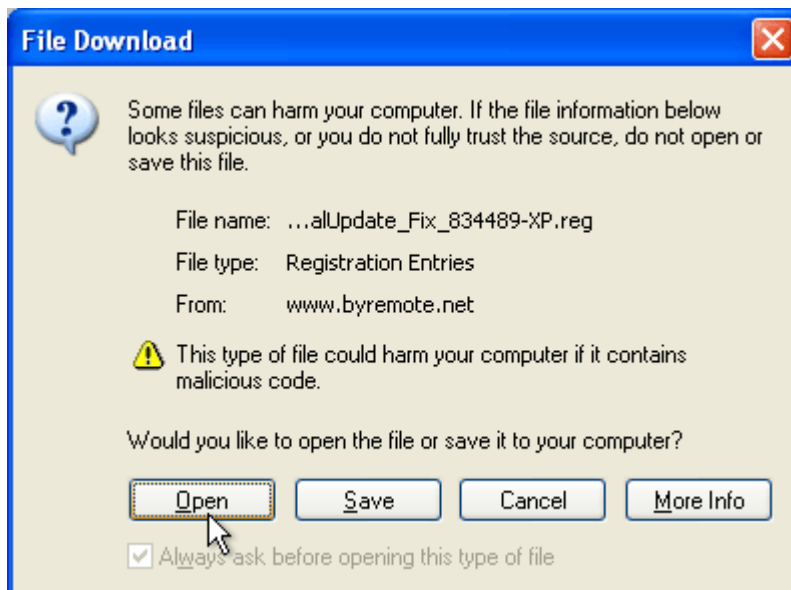 File Download
Some files can harm your computer. If the file information below
looks suspicious, or you do not fully trust the source, do not open or
save this file.
File name: ...alUpdate_Fix_834489-XP.reg
File type: Registration Entries
From: www.byremote.net
This type of file could harm your computer if it contains
malicious code.
Would you like to open the file or save it to your computer?
Open Save Cancel More Info
Always ask before opening this type of file